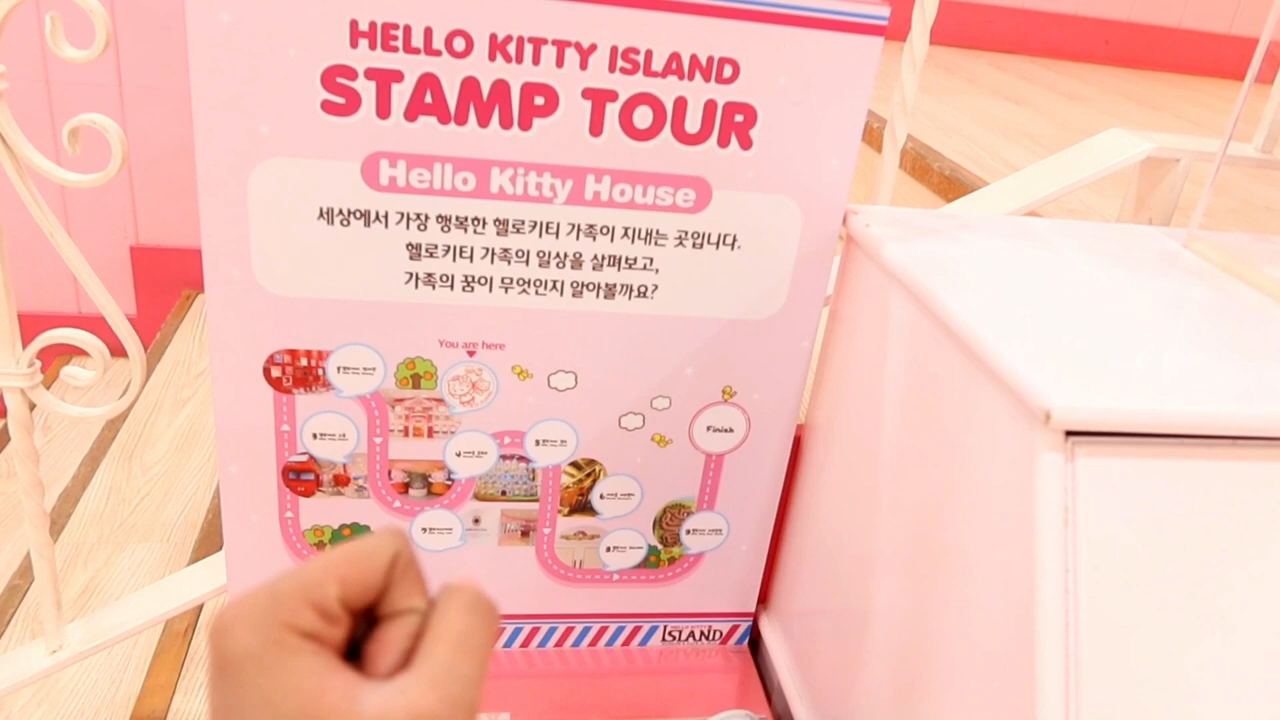 HELLO KITTY ISLAND
STAMP TOUR
Hello Kitty House
세상에서 가장 행복한 헬로키티 가족이 지내는 곳입니다.
헬로키티 가족의 일상을 살펴보고,
가족의 꿈이 무엇인지 알아볼까요?
You are here
Finish
HELLO KITTY
ISLAND